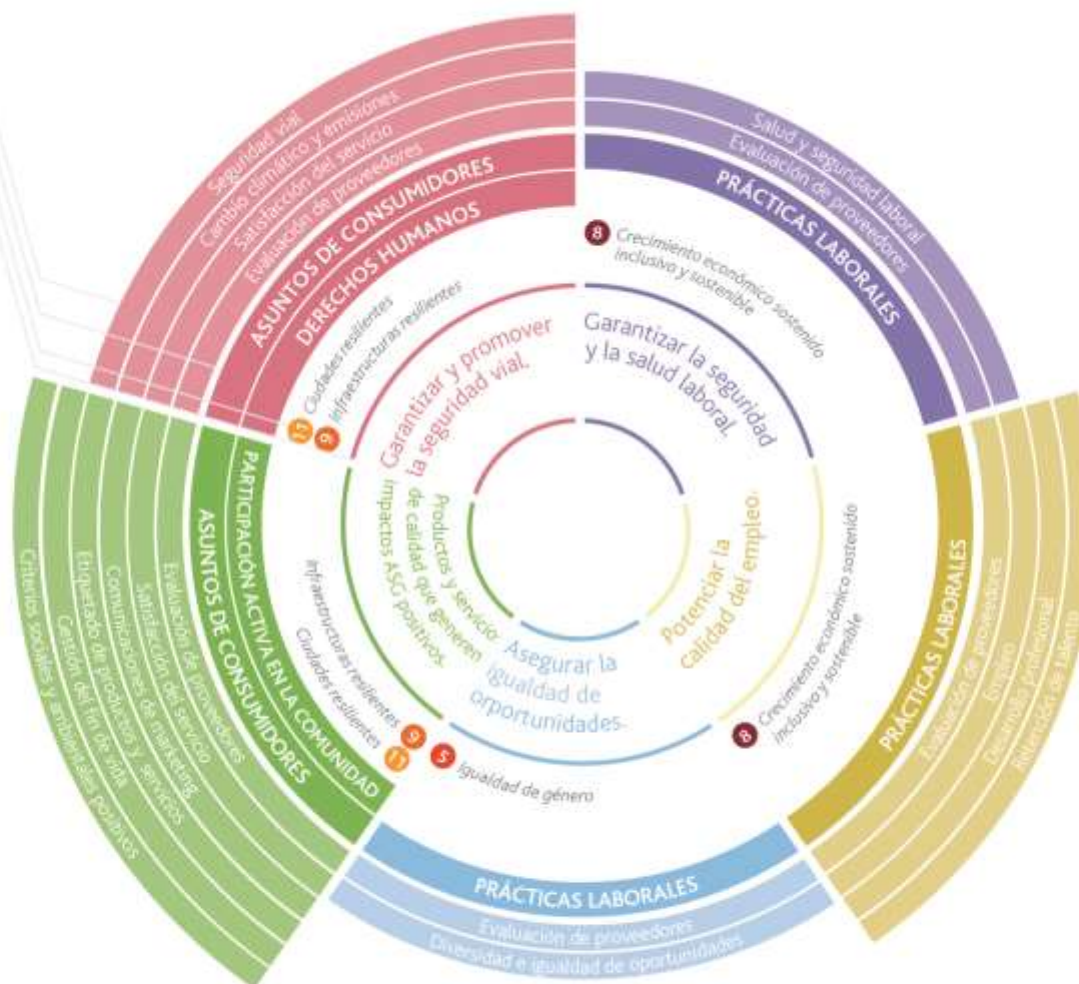 Seguridad vial
Cambio climático y emisiones
Satisfacción del servicio
Evaluación de proveedores
ASUNTOS DE CONSUMIDORES
DERECHOS HUMANOS
11 Ciudades resilientes
9 Infraestructuras resilientes
Garantizar y promover
la seguridad vial.
Salud y seguridad laboral
Evaluación de proveedores
PRÁCTICAS LABORALES
8 Crecimiento económico sostenido
inclusivo y sostenible
Garantizar la seguridad
y la salud laboral.
Potenciar la
calidad del empleo.
8 Crecimiento económico sostenido
inclusivo y sostenible
PRÁCTICAS LABORALES
Evaluación de proveedores
Desarrollo profesional
Retención de talento
Asegurar la
igualdad de
orportunidades.
5 Igualdad de género
PRÁCTICAS LABORALES
Evaluación de proveedores
Diversidad e igualdad de oportunidades
Productos y servicio
de calidad que generen
impactos ASG positivos.
Infraestructuras resilientes 9
Ciudades resilientes 11
PARTICIPACIÓN ACTIVA EN LA COMUNIDAD
ASUNTOS DE CONSUMIDORES
Evaluación de proveedores
Satisfacción del servicio
Comunicaciones de marketing
Etiquetado de productos y servicios
Gestión del fin de vida
Criterios sociales y ambientales positivos